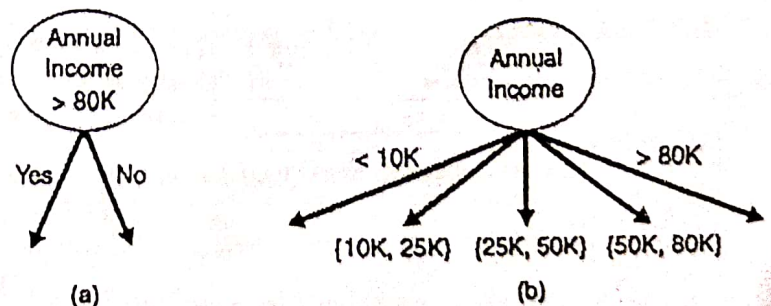 Annual
Income
> 80K
Yes
No
(a)
Annual
Income
< 10K
> 80K
{10K, 25K}
{25K, 50K}
{50K, 80K}
(b)